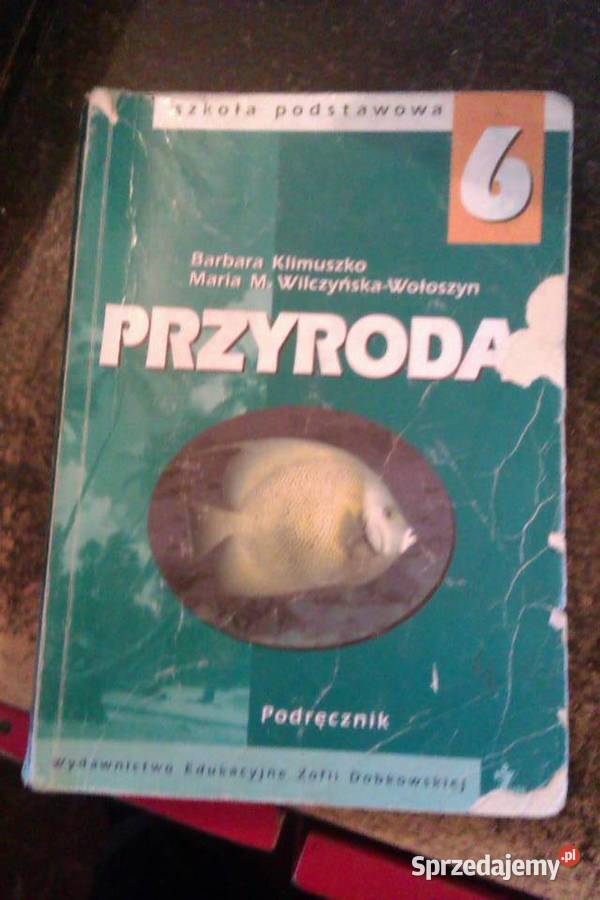 szkoła podstawowa
6
Barbara Klimuszko
Maria M. Wilczyńska-Wołoszyn
PRZYRODA
Podręcznik
Wydawnictwo Edukacyjne Zofii Dobkowskiej
Sprzedajemy.pl